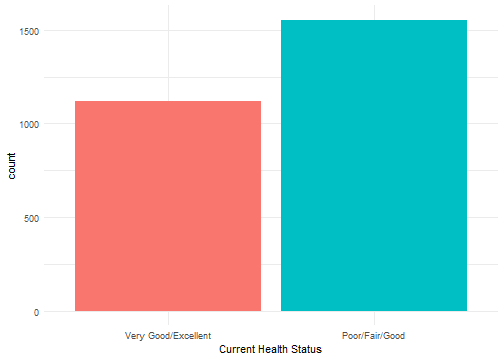 1500
1000
500
0
count
Very Good/Excellent
Poor/Fair/Good
Current Health Status